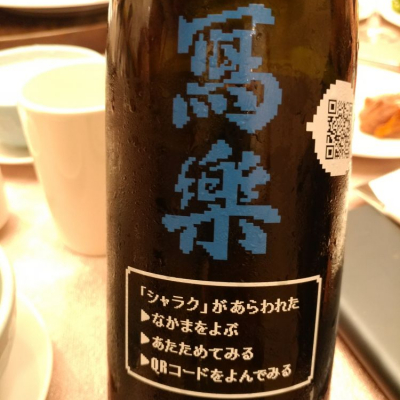 寫樂
「シャラク」があらわれた
▶なかまをよぶ
▶あたためてみる
▶QRコードをよんでみる